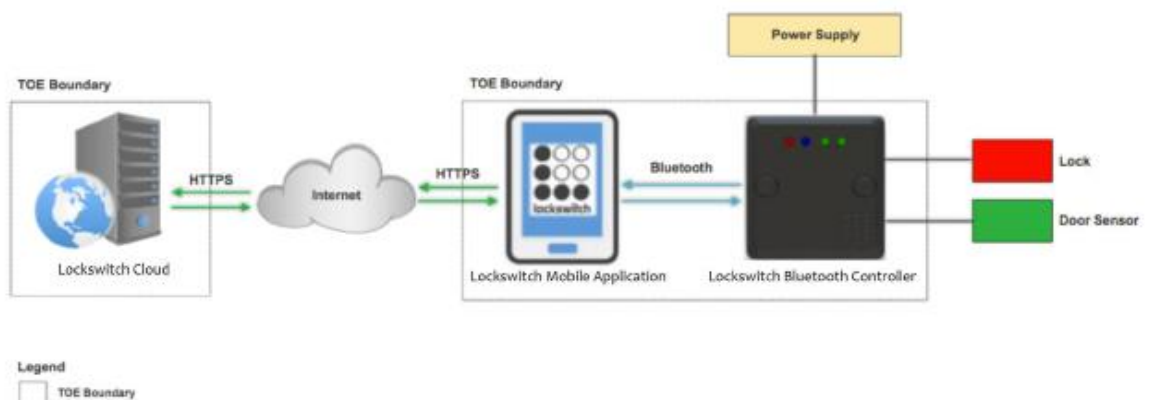 Power Supply
TOE Boundary
TOE Boundary
HTTPS
Internet
HTTPS
lockswitch
Bluetooth
Lock
Door Sensor
Lockswitch Cloud
Lockswitch Mobile Application
Lockswitch Bluetooth Controller
Legend
TOE Boundary